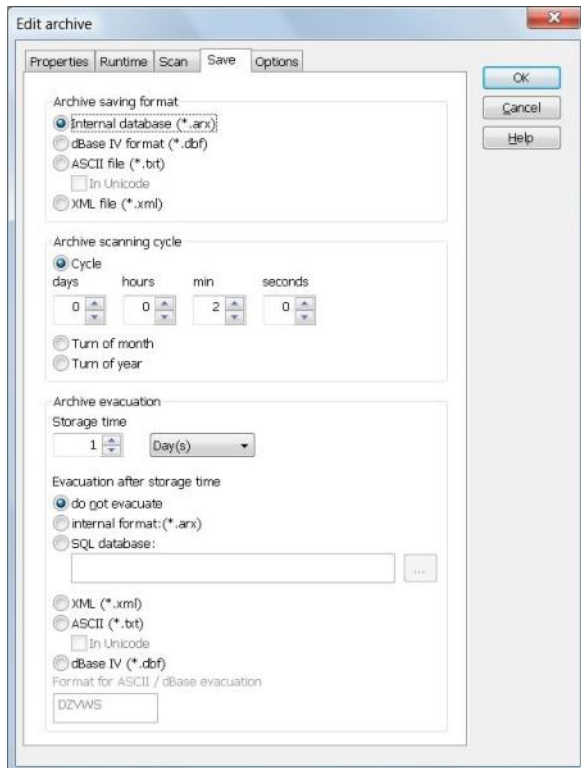 Edit archive
Properties Runtime Scan Save Options
OK
Cancel
Help
Archive saving format
Internal database (*.arx)
dBase IV format (*.dbf)
ASCII file (*.txt)
In Unicode
XML file (*.xml)
Archive scanning cycle
Cycle
days hours min seconds
0 0 2 0
Turn of month
Turn of year
Archive evacuation
Storage time
1 Day(s)
Evacuation after storage time
do not evacuate
internal format:(*.arx)
SQL database:
...
XML (*.xml)
ASCII (*.txt)
In Unicode
dBase IV (*.dbf)
Format for ASCII / dBase evacuation
DZVWS